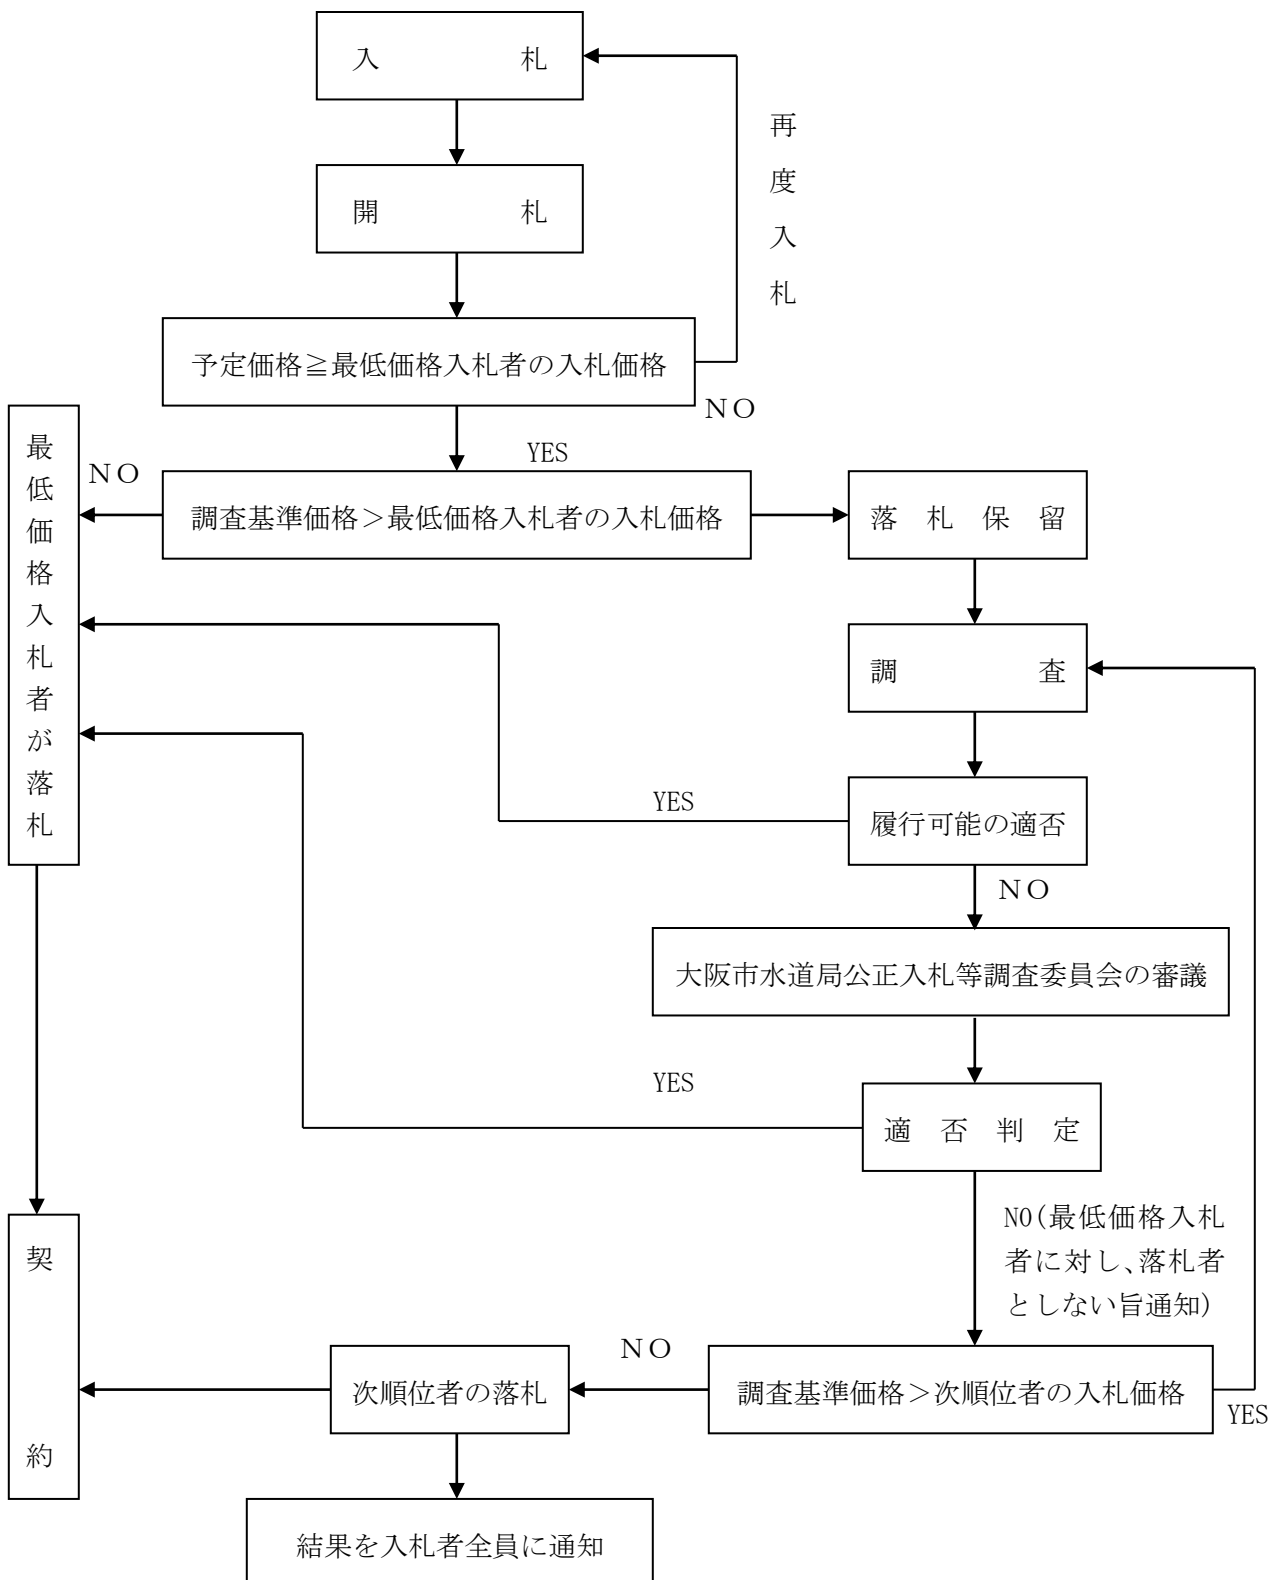 入札
再度入札
開札
予定価格≧最低価格入札者の入札価格
NO
YES
最低価格入札者が落札
NO
調査基準価格＞最低価格入札者の入札価格
落札保留
調査
YES
履行可能の適否
NO
大阪市水道局公正入札等調査委員会の審議
YES
適否判定
NO(最低価格入札
者に対し、落札者
としない旨通知)
契約
次順位者の落札
NO
調査基準価格＞次順位者の入札価格
YES
結果を入札者全員に通知